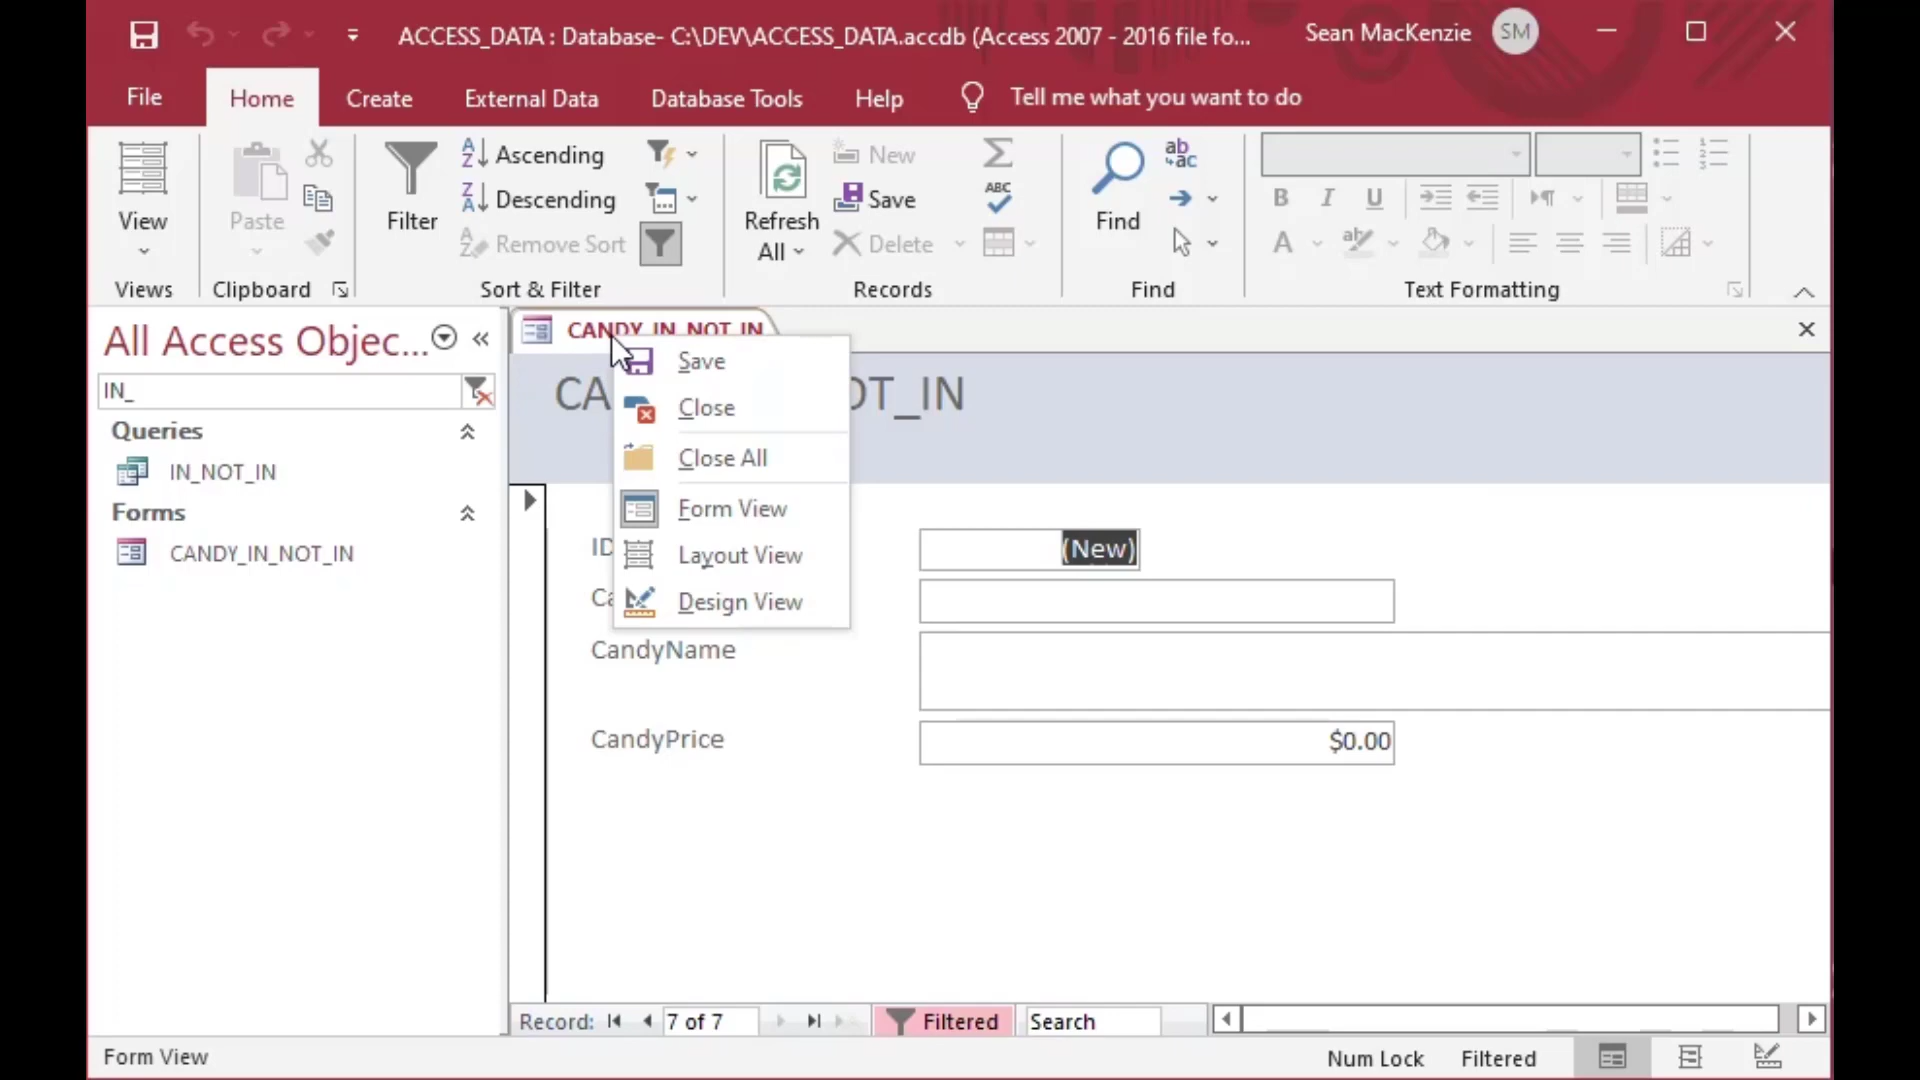 ACCESS_DATA : Database- C:\DEV\ACCESS_DATA.accdb (Access 2007 - 2016 file fo...
Sean MacKenzie
SM
File
Home
Create
External Data
Database Tools
Help
Tell me what you want to do
View
Views
Paste
Clipboard
Filter
Ascending
Descending
Remove Sort
Sort & Filter
Refresh
All
New
Save
Delete
Records
Find
Find
B I U
A
Text Formatting
All Access Objec...
IN_
Queries
IN_NOT_IN
Forms
CANDY_IN_NOT_IN
CANDY_IN_NOT_IN
CA
OT_IN
Save
Close
Close All
Form View
Layout View
Design View
ID
(New)
Ca
CandyName
CandyPrice
$0.00
Record:
7 of 7
Filtered
Search
Form View
Num Lock
Filtered